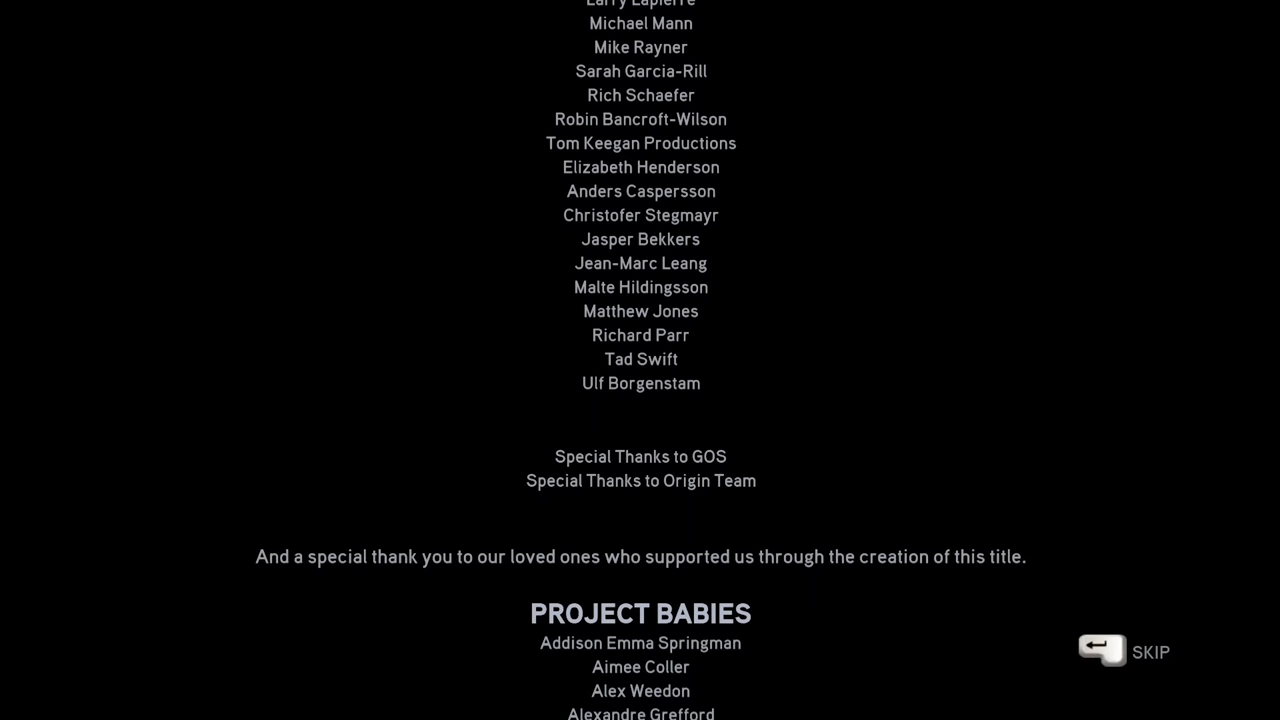 Larry Lapierre
Michael Mann
Mike Rayner
Sarah Garcia-Rill
Rich Schaefer
Robin Bancroft-Wilson
Tom Keegan Productions
Elizabeth Henderson
Anders Caspersson
Christofer Stegmayr
Jasper Bekkers
Jean-Marc Leang
Malte Hildingsson
Matthew Jones
Richard Parr
Tad Swift
Ulf Borgenstam
Special Thanks to GOS
Special Thanks to Origin Team
And a special thank you to our loved ones who supported us through the creation of this title.
PROJECT BABIES
Addison Emma Springman
Aimee Coller
SKIP
Alex Weedon
Alexandre Grefford